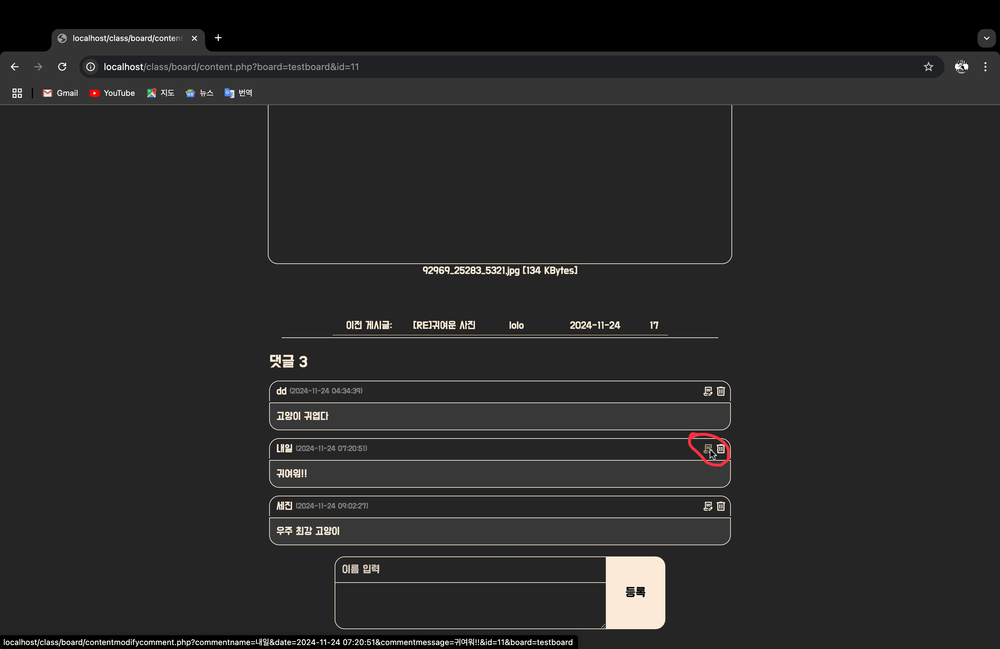 localhost/class/board/content
localhost/class/board/content.php?board=testboard&id=11
Gmail YouTube 지도 뉴스 번역
92969_25283_5321.jpg [134 KBytes]
이전 게시글: [RE]귀여운 사진 lolo 2024-11-24 17
댓글 3
dd (2024-11-24 04:34:39)
고양이 귀엽다
내일 (2024-11-24 07:20:51)
귀여워!!
세진 (2024-11-24 09:02:27)
우주 최강 고양이
이름 입력
등록
localhost/class/board/contentmodifycomment.php?commentname=내일&date=2024-11-24 07:20:51&commentmessage=귀여워!!&id=11&board=testboard